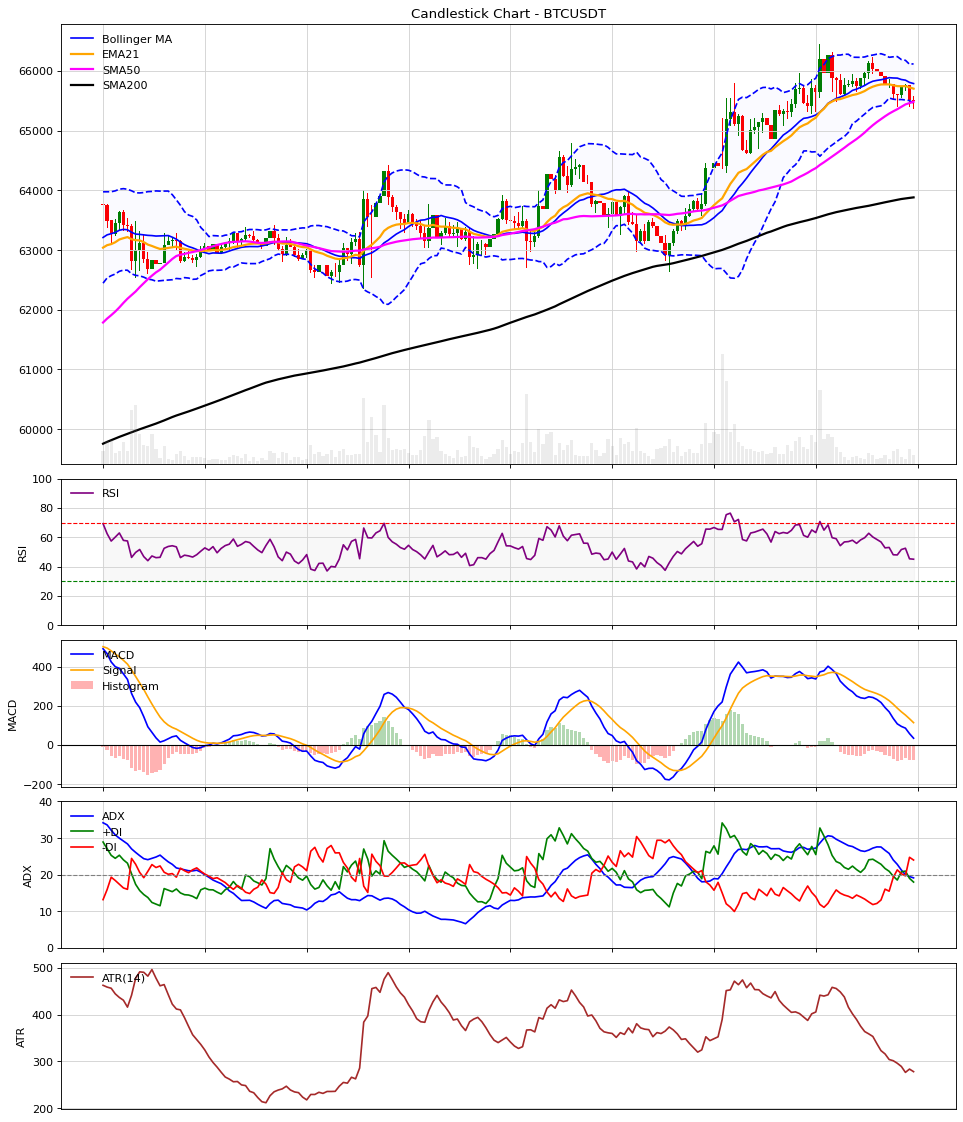 Candlestick Chart - BTCUSDT
Bollinger MA
EMA21
SMA50
SMA200
66000
65000
64000
63000
62000
61000
60000
RSI
100
80
60
40
20
0
RSI
MACD
Signal
Histogram
400
200
0
−200
MACD
ADX
+DI
-DI
40
30
20
10
0
ADX
ATR(14)
500
400
300
200
ATR